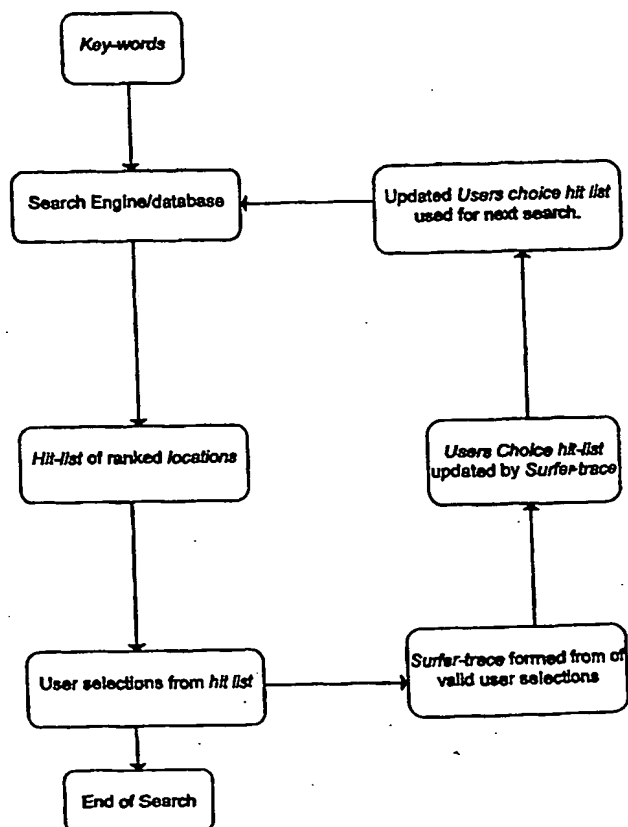 Key-words
Search Engine/database
Updated Users choice hit list
used for next search.
Hit-list of ranked locations
Users Choice hit-list
updated by Surfer-trace
User selections from hit list
Surfer-trace formed from of
valid user selections
End of Search